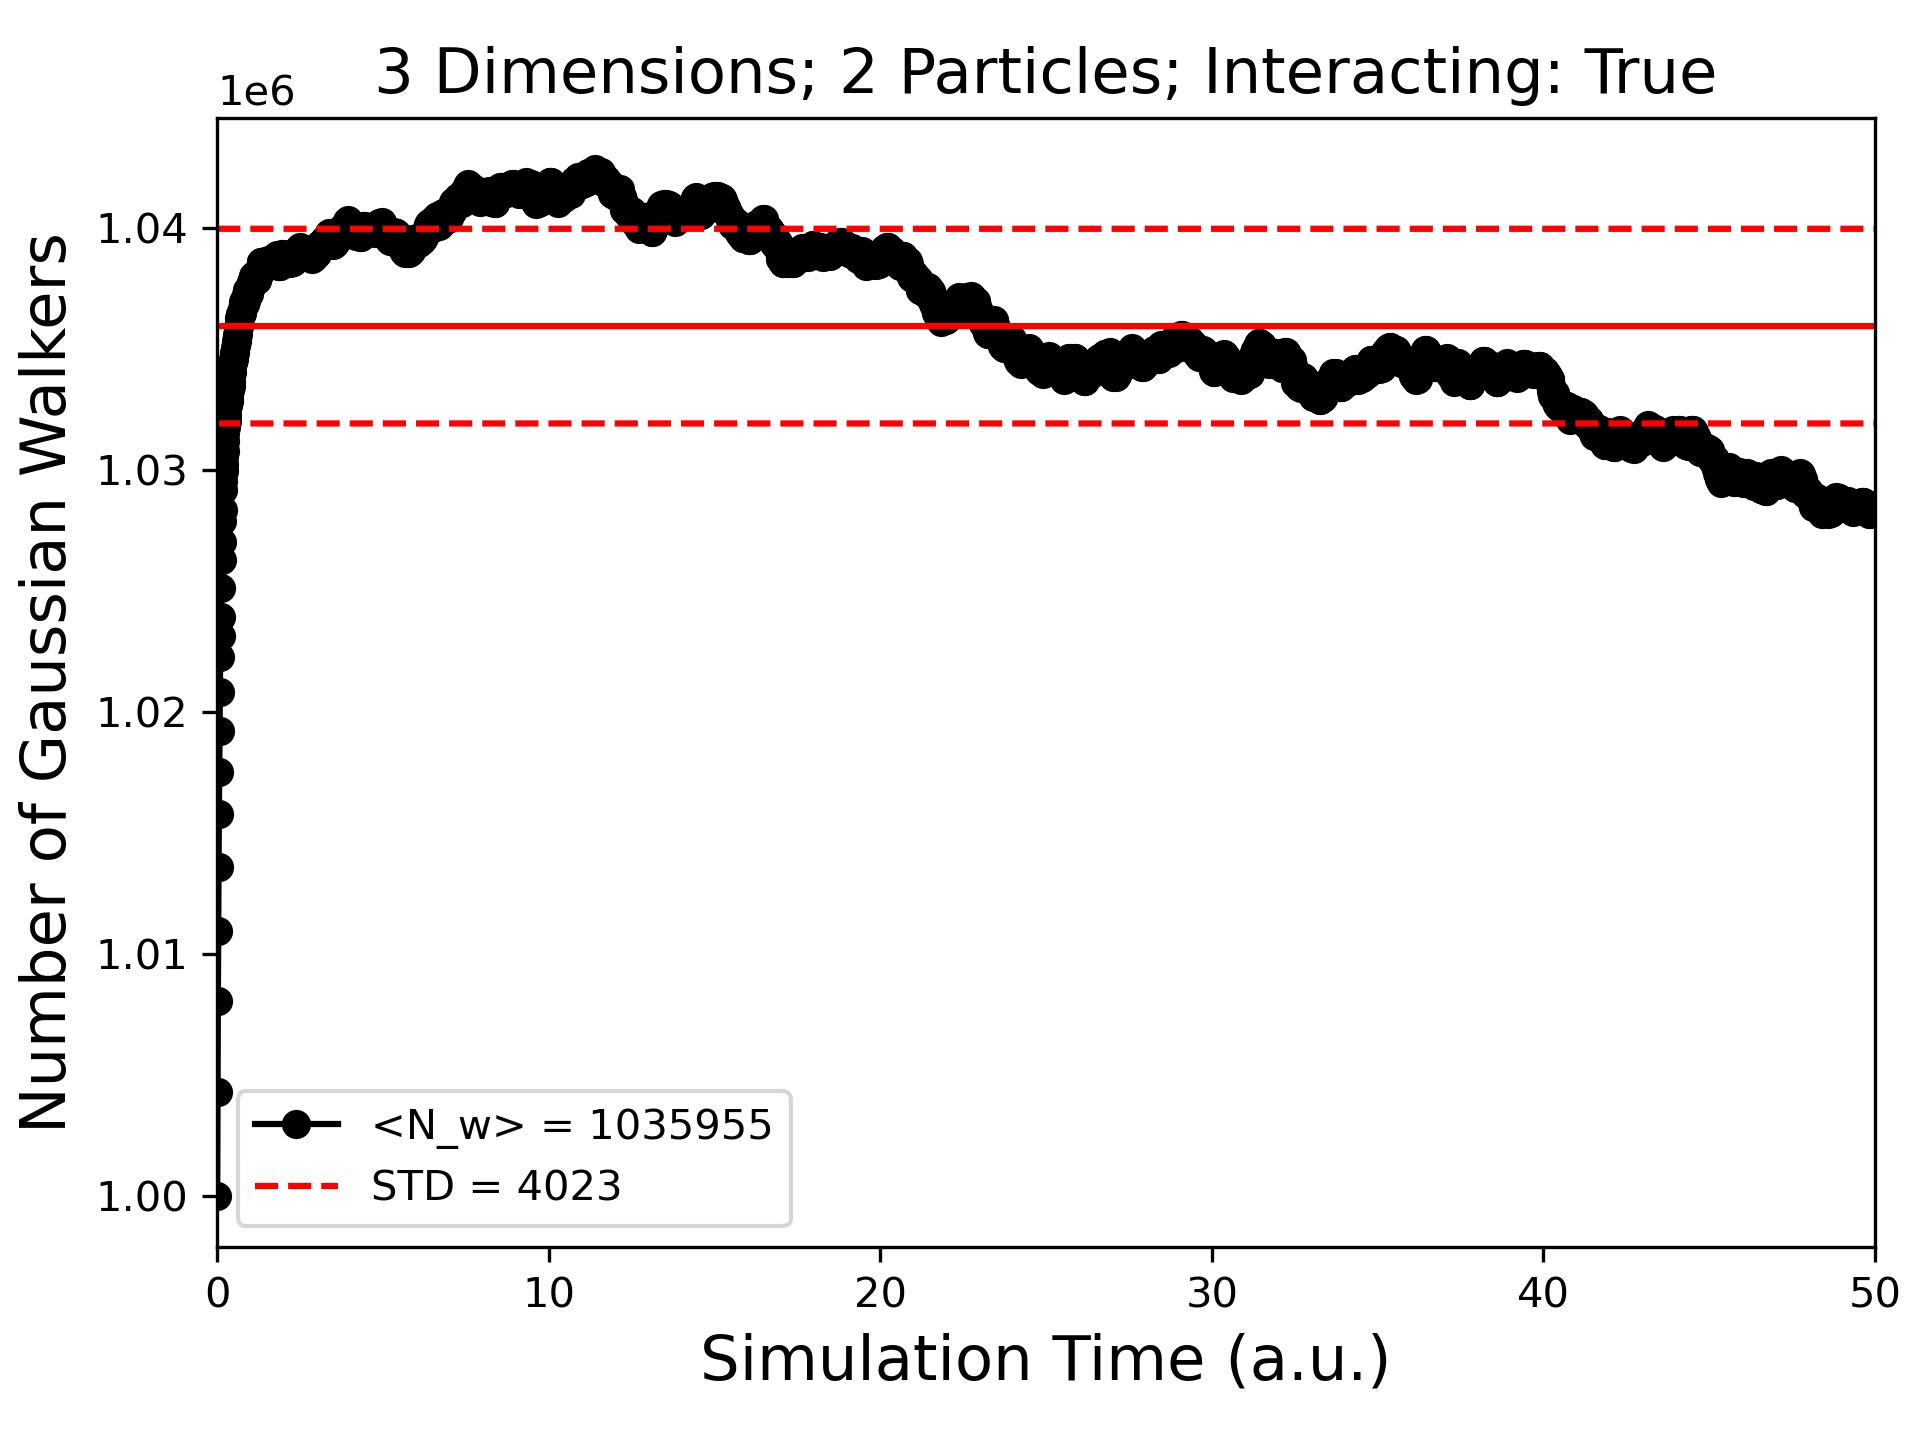 3 Dimensions; 2 Particles; Interacting: True
1e6
1.04
1.03
1.02
1.01
1.00
Number of Gaussian Walkers
<N_w> = 1035955
STD = 4023
0 10 20 30 40 50
Simulation Time (a.u.)